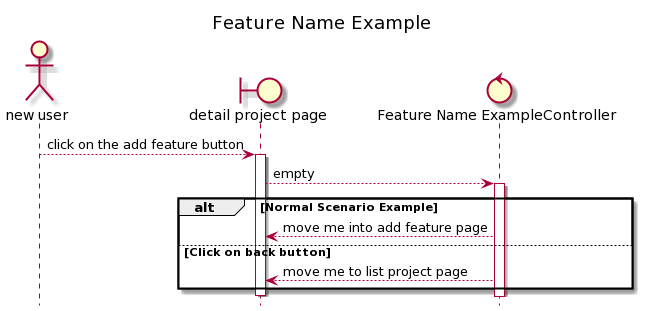 Feature Name Example
new user
detail project page
Feature Name ExampleController
click on the add feature button
empty
alt
[Normal Scenario Example]
move me into add feature page
[Click on back button]
move me to list project page